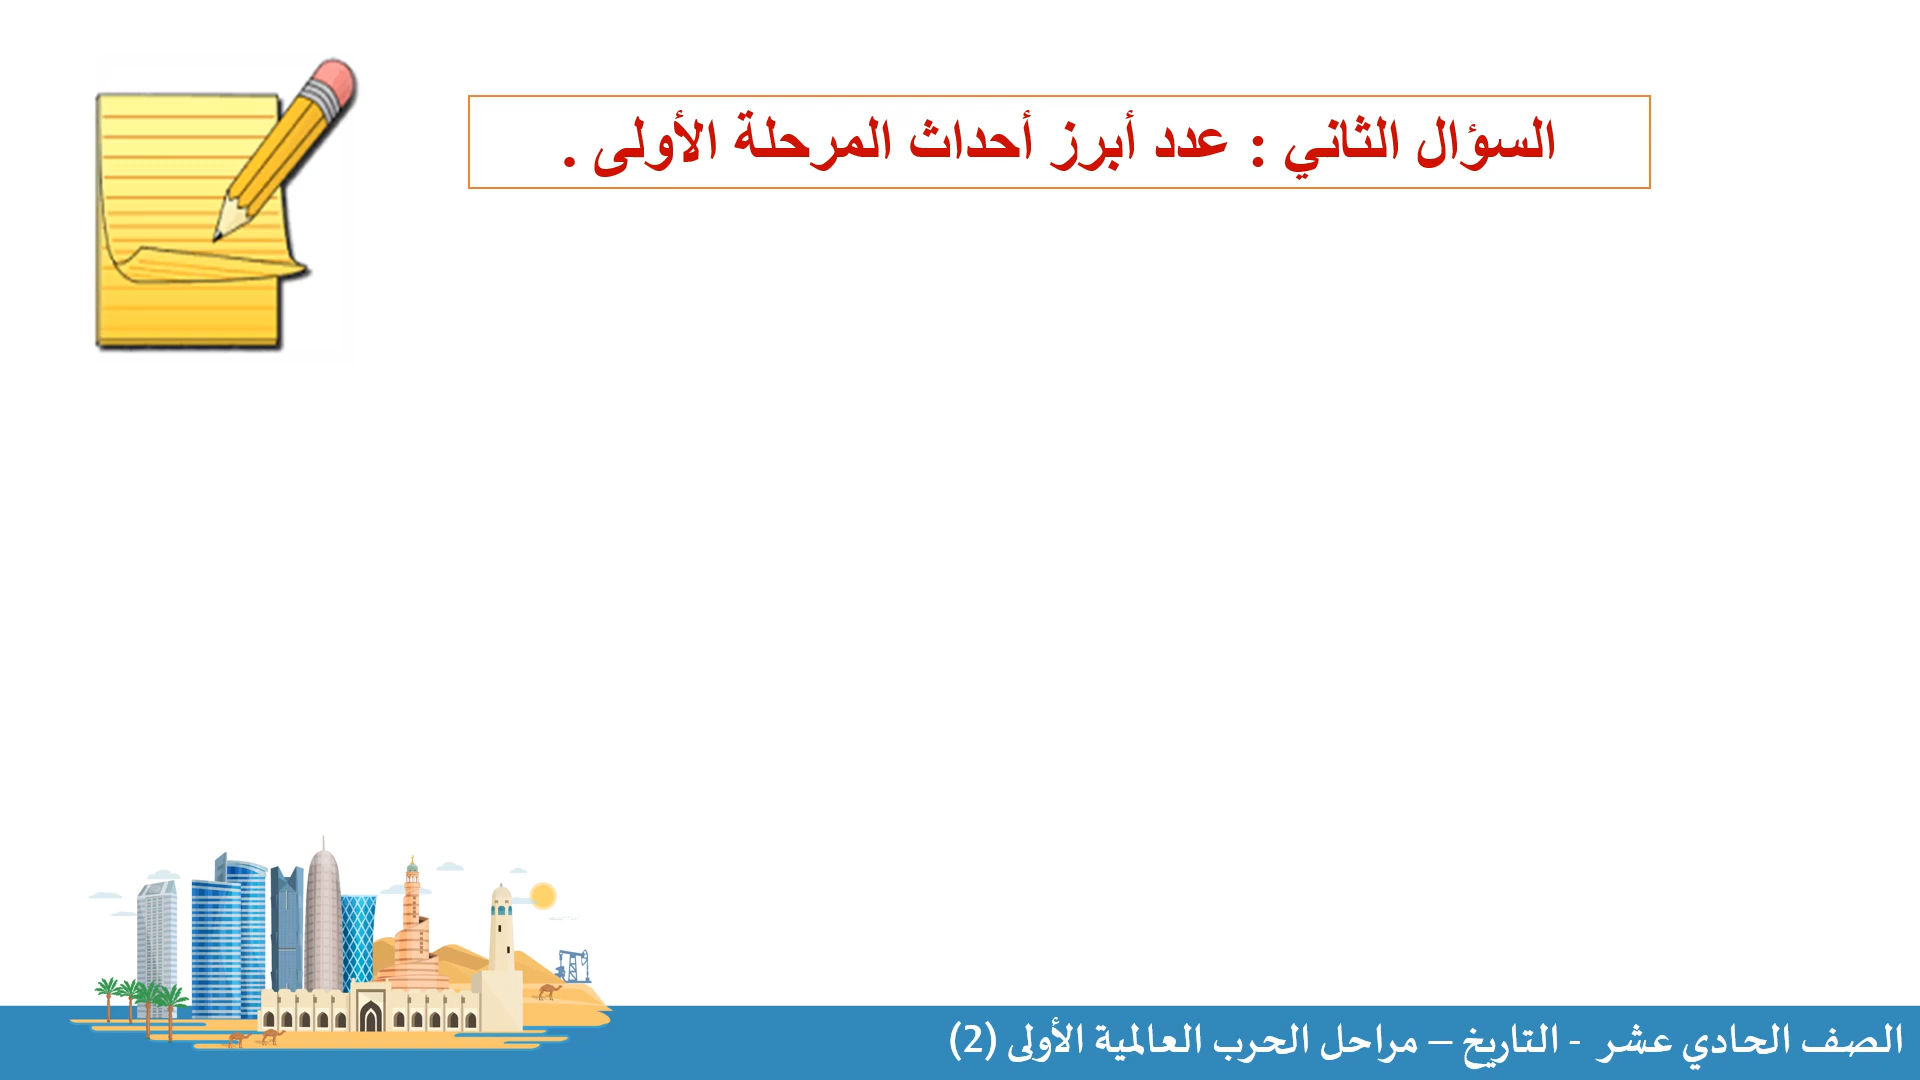 السؤال الثاني : عدد أبرز أحداث المرحلة الأولى .
الصف الحادي عشر - التاريخ – مراحل الحرب العالمية الأولى (2)